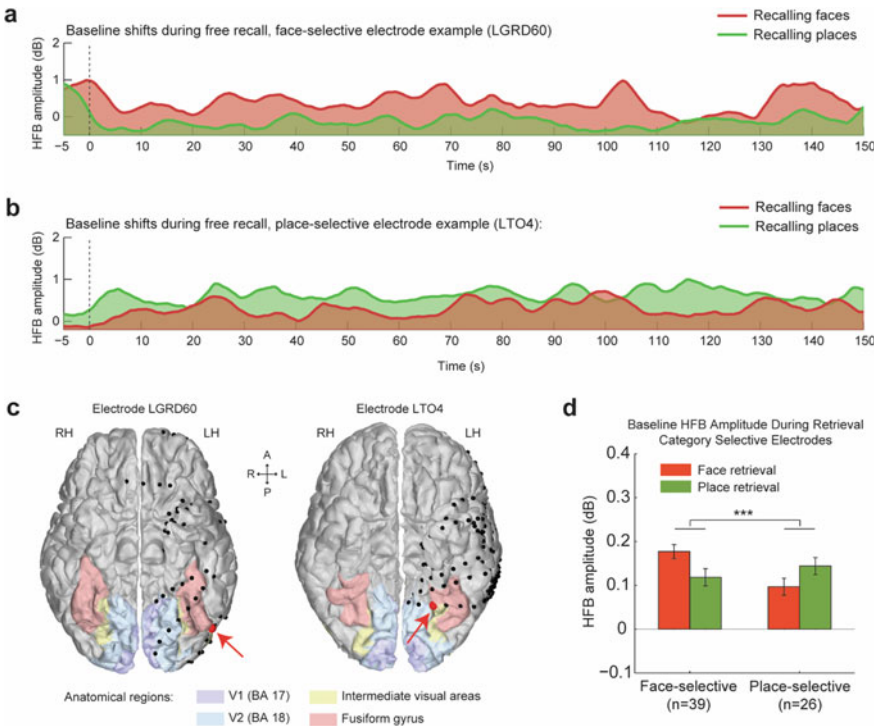 a
Baseline shifts during free recall, face-selective electrode example (LGRD60)
Recalling faces
Recalling places
HFB amplitude (dB)
2
1
0
−5 0 10 20 30 40 50 60 70 80 90 100 110 120 130 140 150
Time (s)
b
Baseline shifts during free recall, place-selective electrode example (LTO4):
Recalling faces
Recalling places
HFB amplitude (dB)
2
1
0
−5 0 10 20 30 40 50 60 70 80 90 100 110 120 130 140 150
Time (s)
c
Electrode LGRD60
RH LH
A
R L
P
Electrode LTO4
RH LH
Anatomical regions:
V1 (BA 17)
V2 (BA 18)
Intermediate visual areas
Fusiform gyrus
d
Baseline HFB Amplitude During Retrieval
Category Selective Electrodes
Face retrieval
Place retrieval
***
HFB amplitude (dB)
0.4
0.3
0.2
0.1
0
−0.1
Face-selective
(n=39)
Place-selective
(n=26)